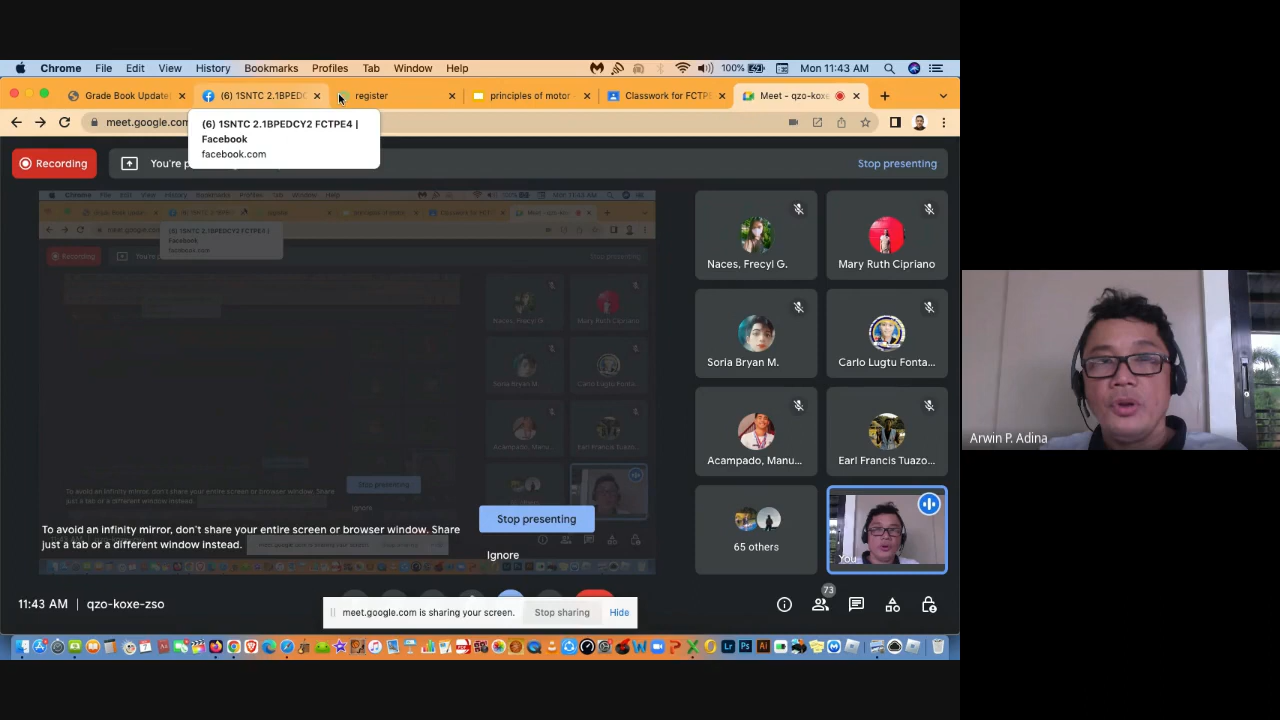 Chrome File Edit View History Bookmarks Profiles Tab Window Help 100% Mon 11:43 AM
Grade Book Update (6) 1SNTC 2.1BPEDC register principles of motor Classwork for FCTPE Meet - qzo-koxe
meet.google.com
(6) 1SNTC 2.1BPEDCY2 FCTPE4 |
Facebook
facebook.com
Recording
You're p
Stop presenting
Naces, Frecyl G.
Mary Ruth Cipriano
Soria Bryan M.
Carlo Lugtu Fonta...
Acampado, Manu...
Earl Francis Tuazo...
65 others
You
To avoid an infinity mirror, don't share your entire screen or browser window. Share
just a tab or a different window instead.
Stop presenting
Ignore
11:43 AM | qzo-koxe-zso
meet.google.com is sharing your screen. Stop sharing Hide
73
Arwin P. Adina